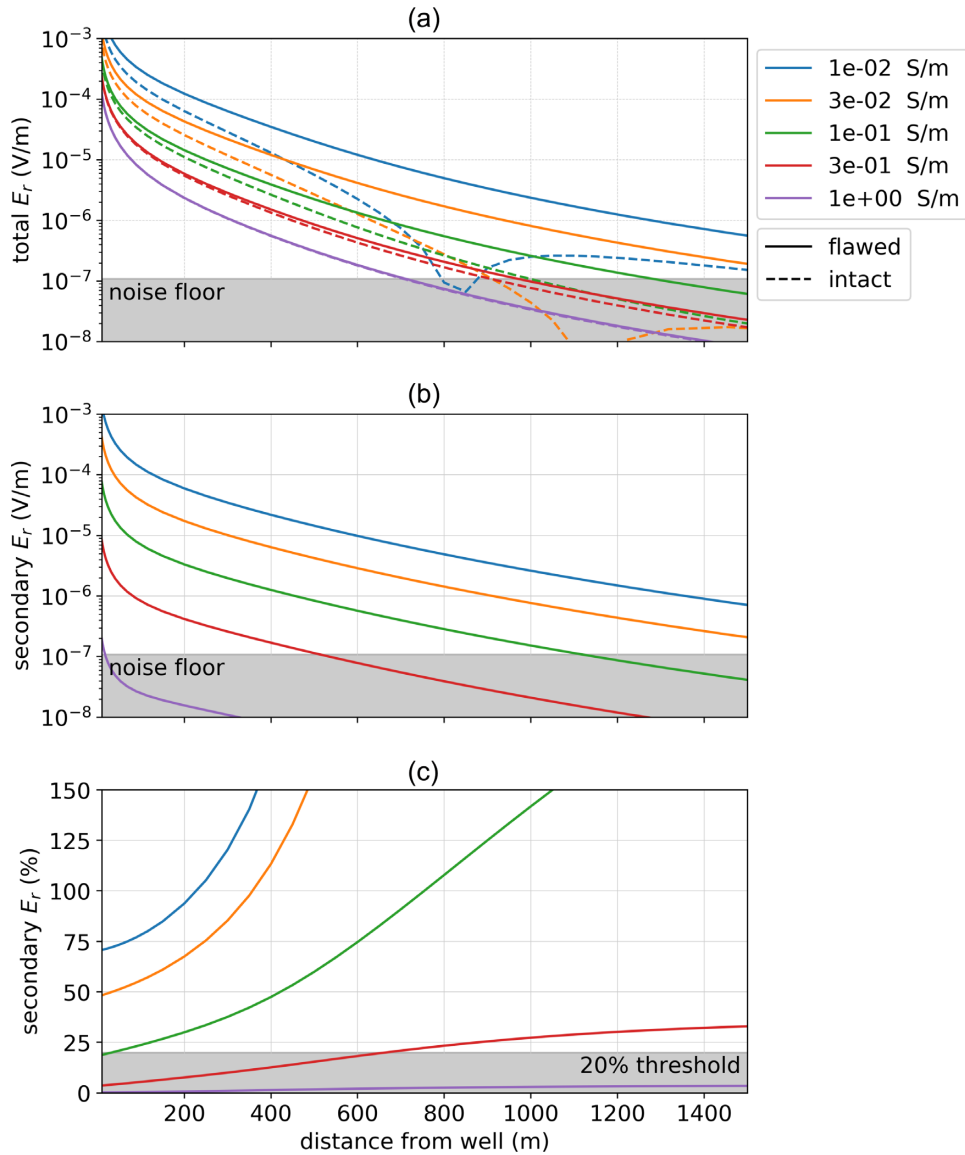 (a)
10⁻³
10⁻⁴
10⁻⁵
10⁻⁶
10⁻⁷
10⁻⁸
total Eᵣ (V/m)
noise floor
1e-02 S/m
3e-02 S/m
1e-01 S/m
3e-01 S/m
1e+00 S/m
flawed
intact
(b)
10⁻³
10⁻⁴
10⁻⁵
10⁻⁶
10⁻⁷
10⁻⁸
secondary Eᵣ (V/m)
noise floor
(c)
150
125
100
75
50
25
0
secondary Eᵣ (%)
20% threshold
200 400 600 800 1000 1200 1400
distance from well (m)